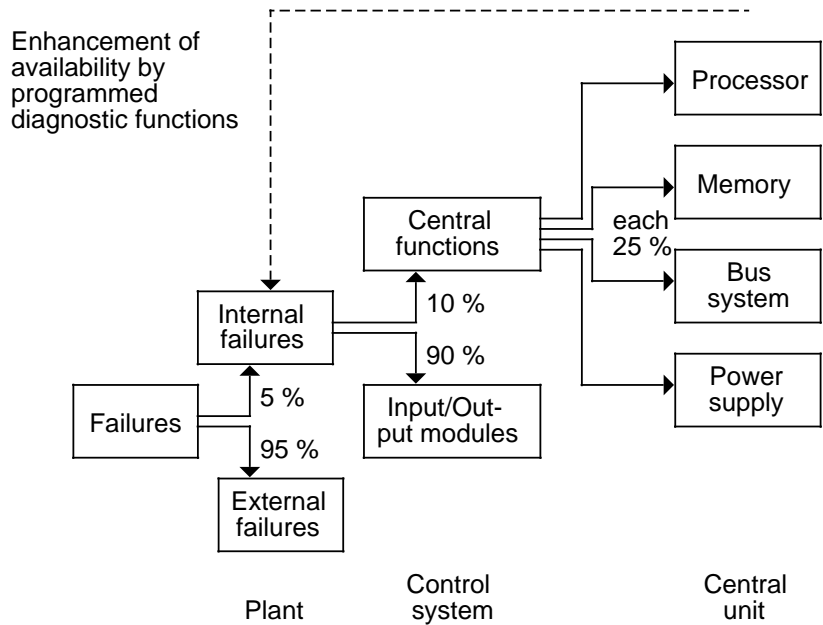 Enhancement of
availability by
programmed
diagnostic functions
Processor
Memory
each
25 %
Central
functions
Bus
system
Internal
failures
10 %
90 %
Power
supply
5 %
Failures
Input/Out-
put modules
95 %
External
failures
Plant
Control
system
Central
unit